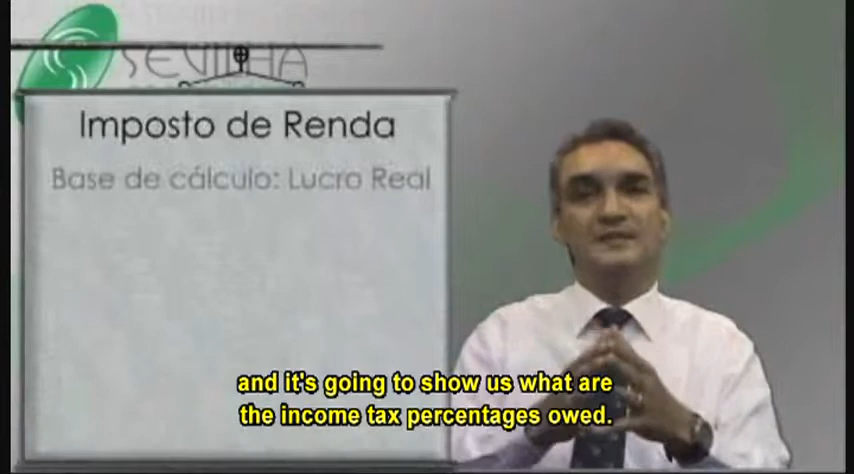 SEVILHA
Imposto de Renda
Base de cálculo: Lucro Real
and it's going to show us what are
the income tax percentages owed.